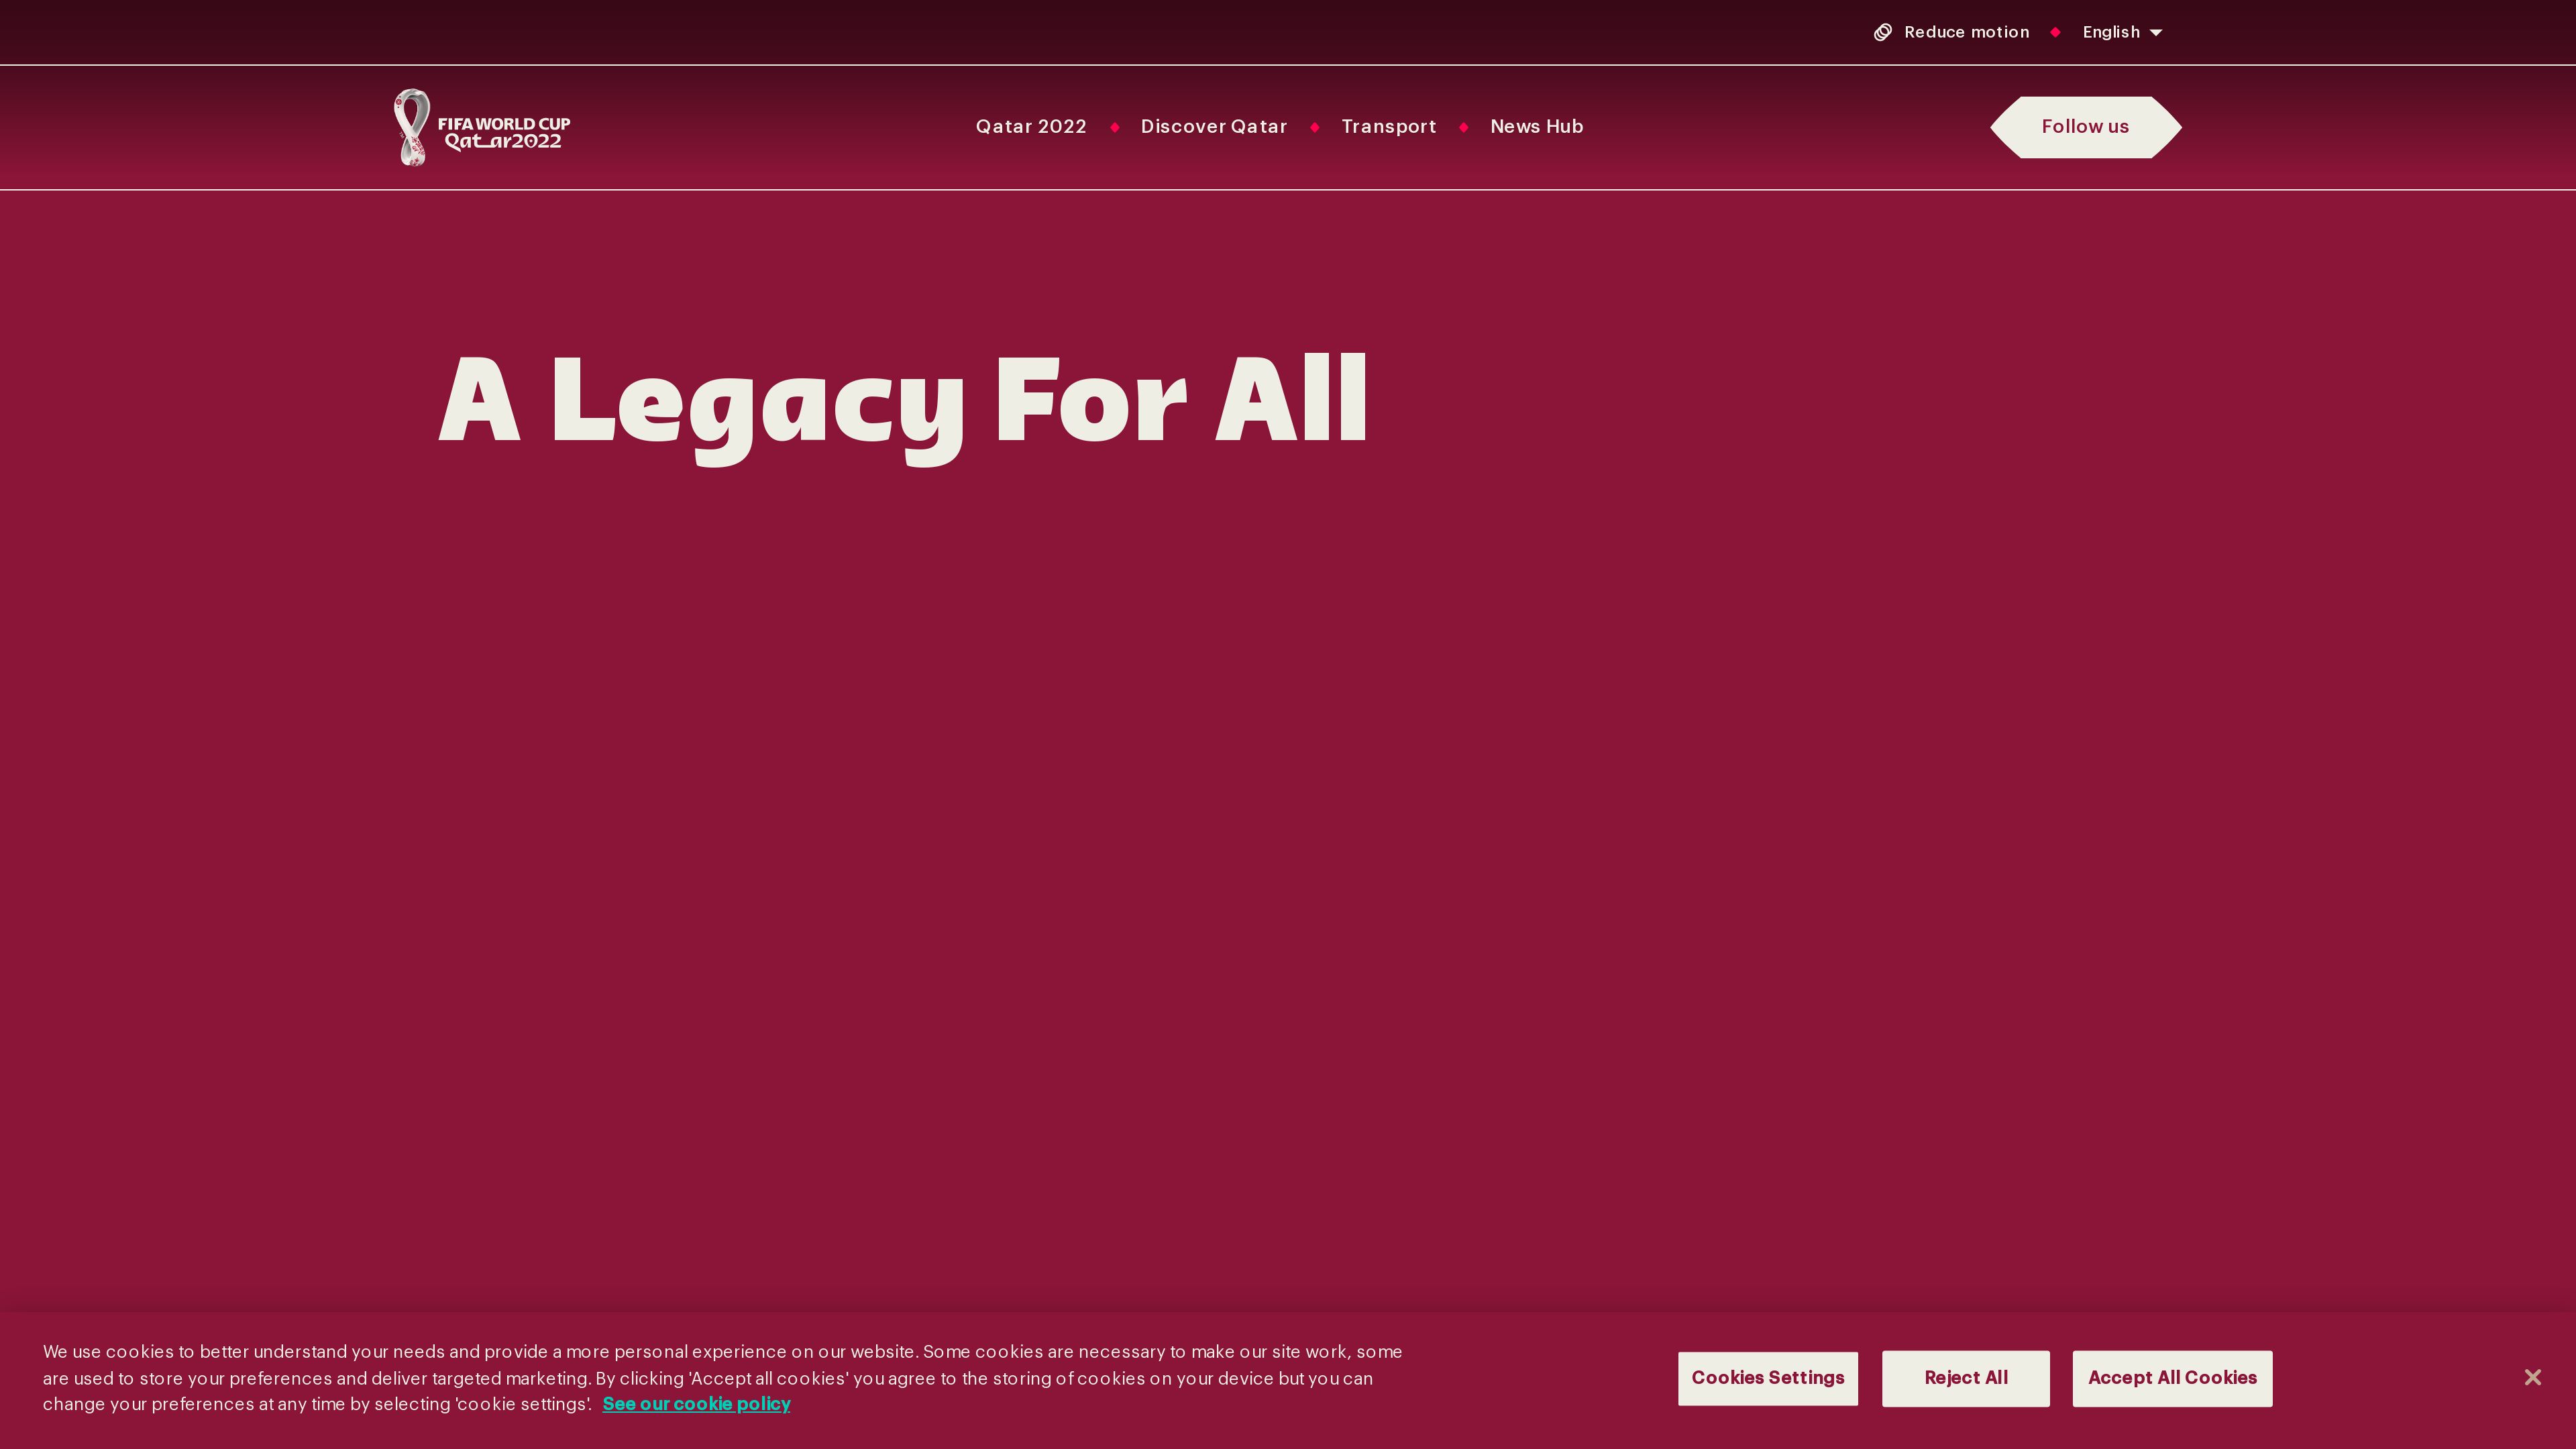 Reduce motion
English
FIFA WORLD CUP
Qatar2022
Qatar 2022
Discover Qatar
Transport
News Hub
Follow us
A Legacy For All
We use cookies to better understand your needs and provide a more personal experience on our website. Some cookies are necessary to make our site work, some
are used to store your preferences and deliver targeted marketing. By clicking 'Accept all cookies' you agree to the storing of cookies on your device but you can
change your preferences at any time by selecting 'cookie settings'. See our cookie policy
Cookies Settings
Reject All
Accept All Cookies